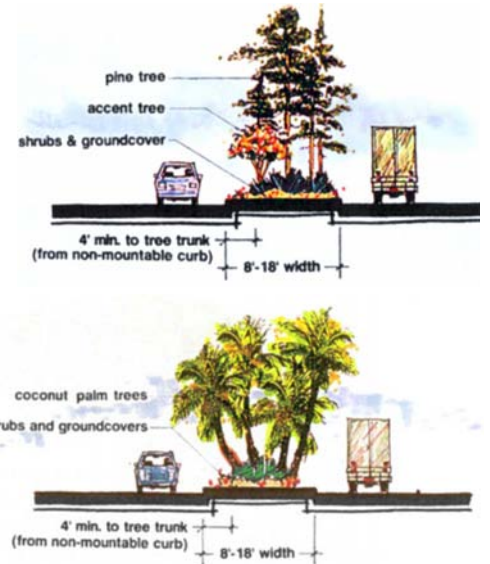 pine tree
accent tree
shrubs & groundcover
4' min. to tree trunk
(from non-mountable curb)
8'-18' width
coconut palm trees
rubs and groundcovers
4' min. to tree trunk
(from non-mountable curb)
8'-18' width